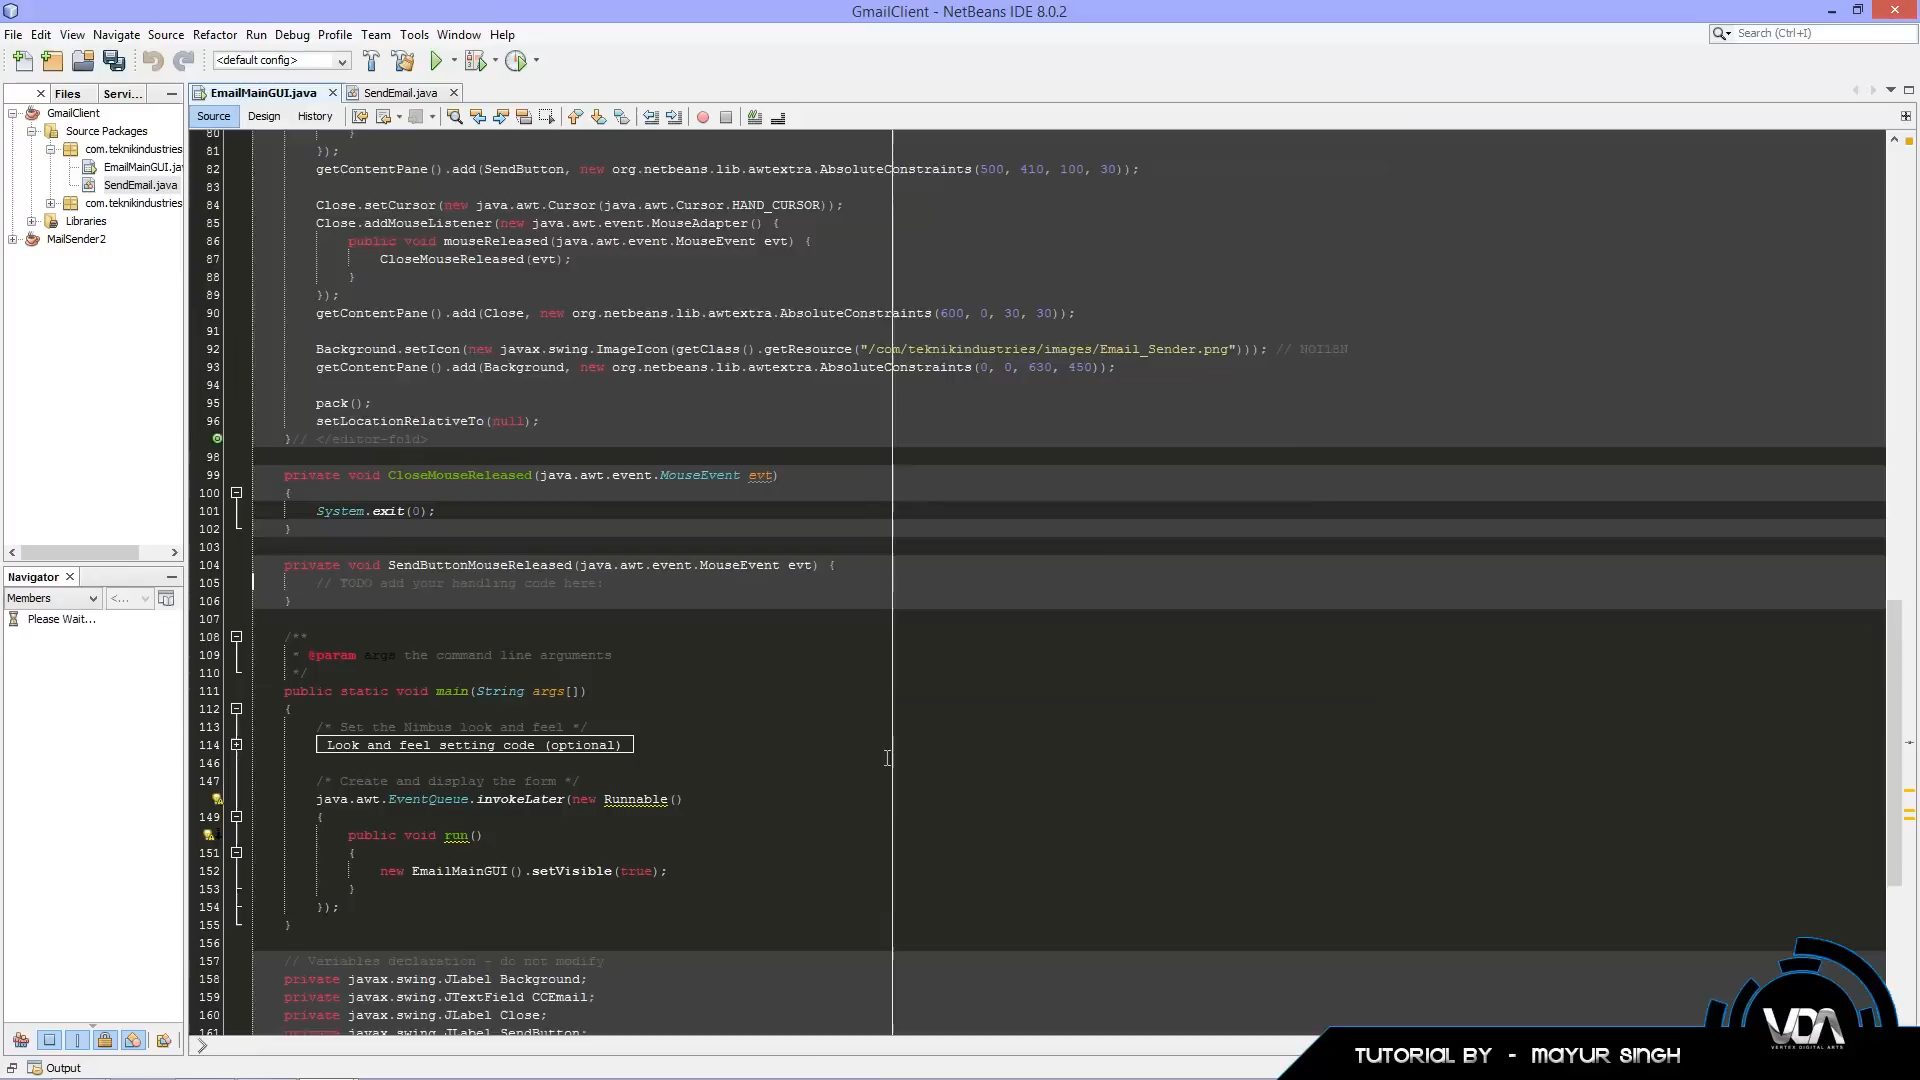 GmailClient - NetBeans IDE 8.0.2
File Edit View Navigate Source Refactor Run Debug Profile Team Tools Window Help
Search (Ctrl+I)
<default config>
Files Servi...
EmailMainGUI.java SendEmail.java
Source Design History
GmailClient
Source Packages
com.teknikindustries
EmailMainGUI.ja
SendEmail.java
com.teknikindustries
Libraries
MailSender2
Navigator
Members <...
Please Wait...
80 }
81 });
82 getContentPane().add(SendButton, new org.netbeans.lib.awtextra.AbsoluteConstraints(500, 410, 100, 30));
83
84 Close.setCursor(new java.awt.Cursor(java.awt.Cursor.HAND_CURSOR));
85 Close.addMouseListener(new java.awt.event.MouseAdapter() {
86 public void mouseReleased(java.awt.event.MouseEvent evt) {
87 CloseMouseReleased(evt);
88 }
89 });
90 getContentPane().add(Close, new org.netbeans.lib.awtextra.AbsoluteConstraints(600, 0, 30, 30));
91
92 Background.setIcon(new javax.swing.ImageIcon(getClass().getResource("/com/teknikindustries/images/Email_Sender.png"))); // NOI18N
93 getContentPane().add(Background, new org.netbeans.lib.awtextra.AbsoluteConstraints(0, 0, 630, 450));
94
95 pack();
96 setLocationRelativeTo(null);
}// </editor-fold>
98
99 private void CloseMouseReleased(java.awt.event.MouseEvent evt)
100 {
101 System.exit(0);
102 }
103
104 private void SendButtonMouseReleased(java.awt.event.MouseEvent evt) {
105 // TODO add your handling code here:
106 }
107
108 /**
109 * @param args the command line arguments
110 */
111 public static void main(String args[])
112 {
113 /* Set the Nimbus look and feel */
114 Look and feel setting code (optional)
146
147 /* Create and display the form */
java.awt.EventQueue.invokeLater(new Runnable()
149 {
public void run()
151 {
152 new EmailMainGUI().setVisible(true);
153 }
154 });
155 }
156
157 // Variables declaration - do not modify
158 private javax.swing.JLabel Background;
159 private javax.swing.JTextField CCEmail;
160 private javax.swing.JLabel Close;
161 private javax.swing.JLabel SendButton;
Output
TUTORIAL BY - MAYUR SINGH
VDA
VERTEX DIGITAL ARTS